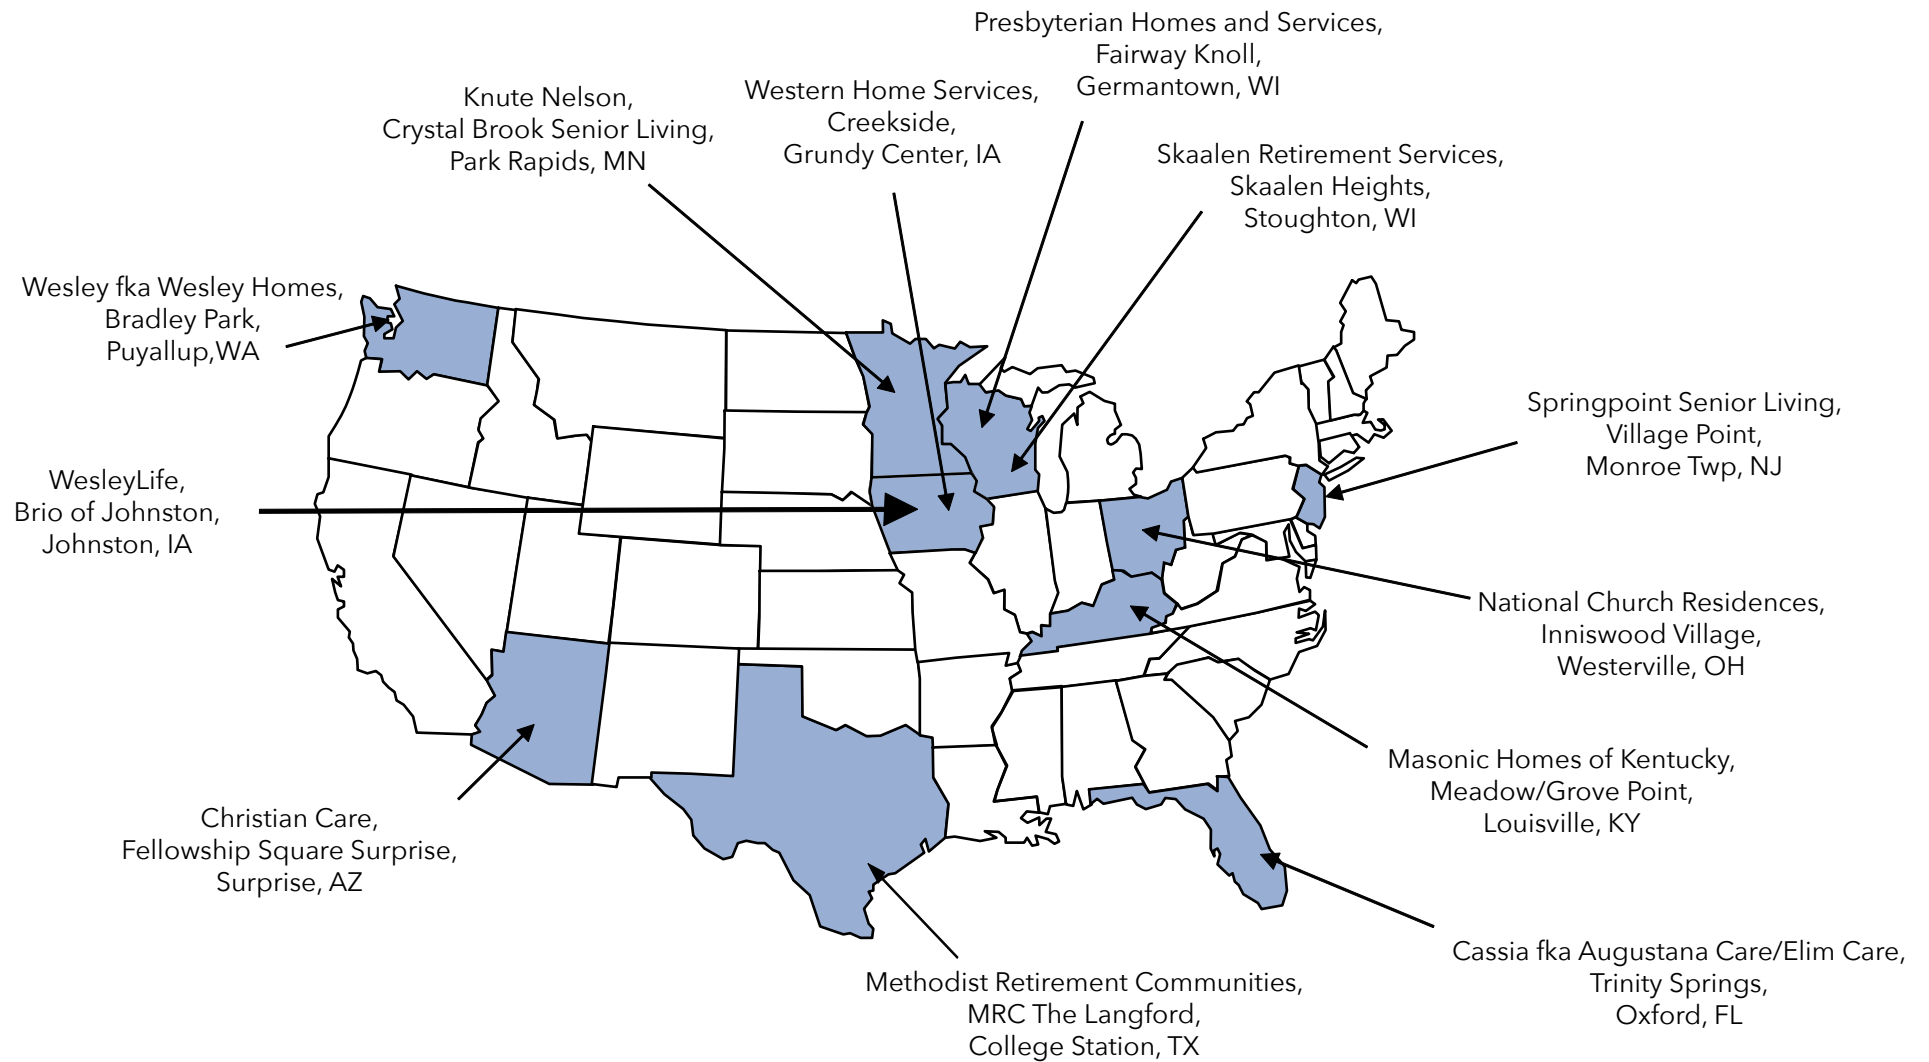 Presbyterian Homes and Services,
Fairway Knoll,
Germantown, WI
Knute Nelson,
Crystal Brook Senior Living,
Park Rapids, MN
Western Home Services,
Creekside,
Grundy Center, IA
Skaalen Retirement Services,
Skaalen Heights,
Stoughton, WI
Wesley fka Wesley Homes,
Bradley Park,
Puyallup,WA
Springpoint Senior Living,
Village Point,
Monroe Twp, NJ
WesleyLife,
Brio of Johnston,
Johnston, IA
National Church Residences,
Inniswood Village,
Westerville, OH
Masonic Homes of Kentucky,
Meadow/Grove Point,
Louisville, KY
Christian Care,
Fellowship Square Surprise,
Surprise, AZ
Cassia fka Augustana Care/Elim Care,
Trinity Springs,
Oxford, FL
Methodist Retirement Communities,
MRC The Langford,
College Station, TX